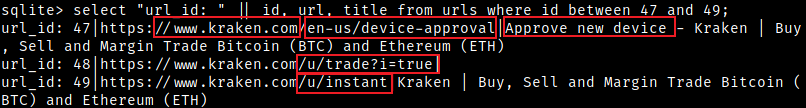 sqlite> select "url_id: " || id, url, title from urls where id between 47 and 49;
url_id: 47|https://www.kraken.com/en-us/device-approval|Approve new device - Kraken | Buy
, Sell and Margin Trade Bitcoin (BTC) and Ethereum (ETH)
url_id: 48|https://www.kraken.com/u/trade?i=true|
url_id: 49|https://www.kraken.com/u/instant Kraken | Buy, Sell and Margin Trade Bitcoin (
BTC) and Ethereum (ETH)